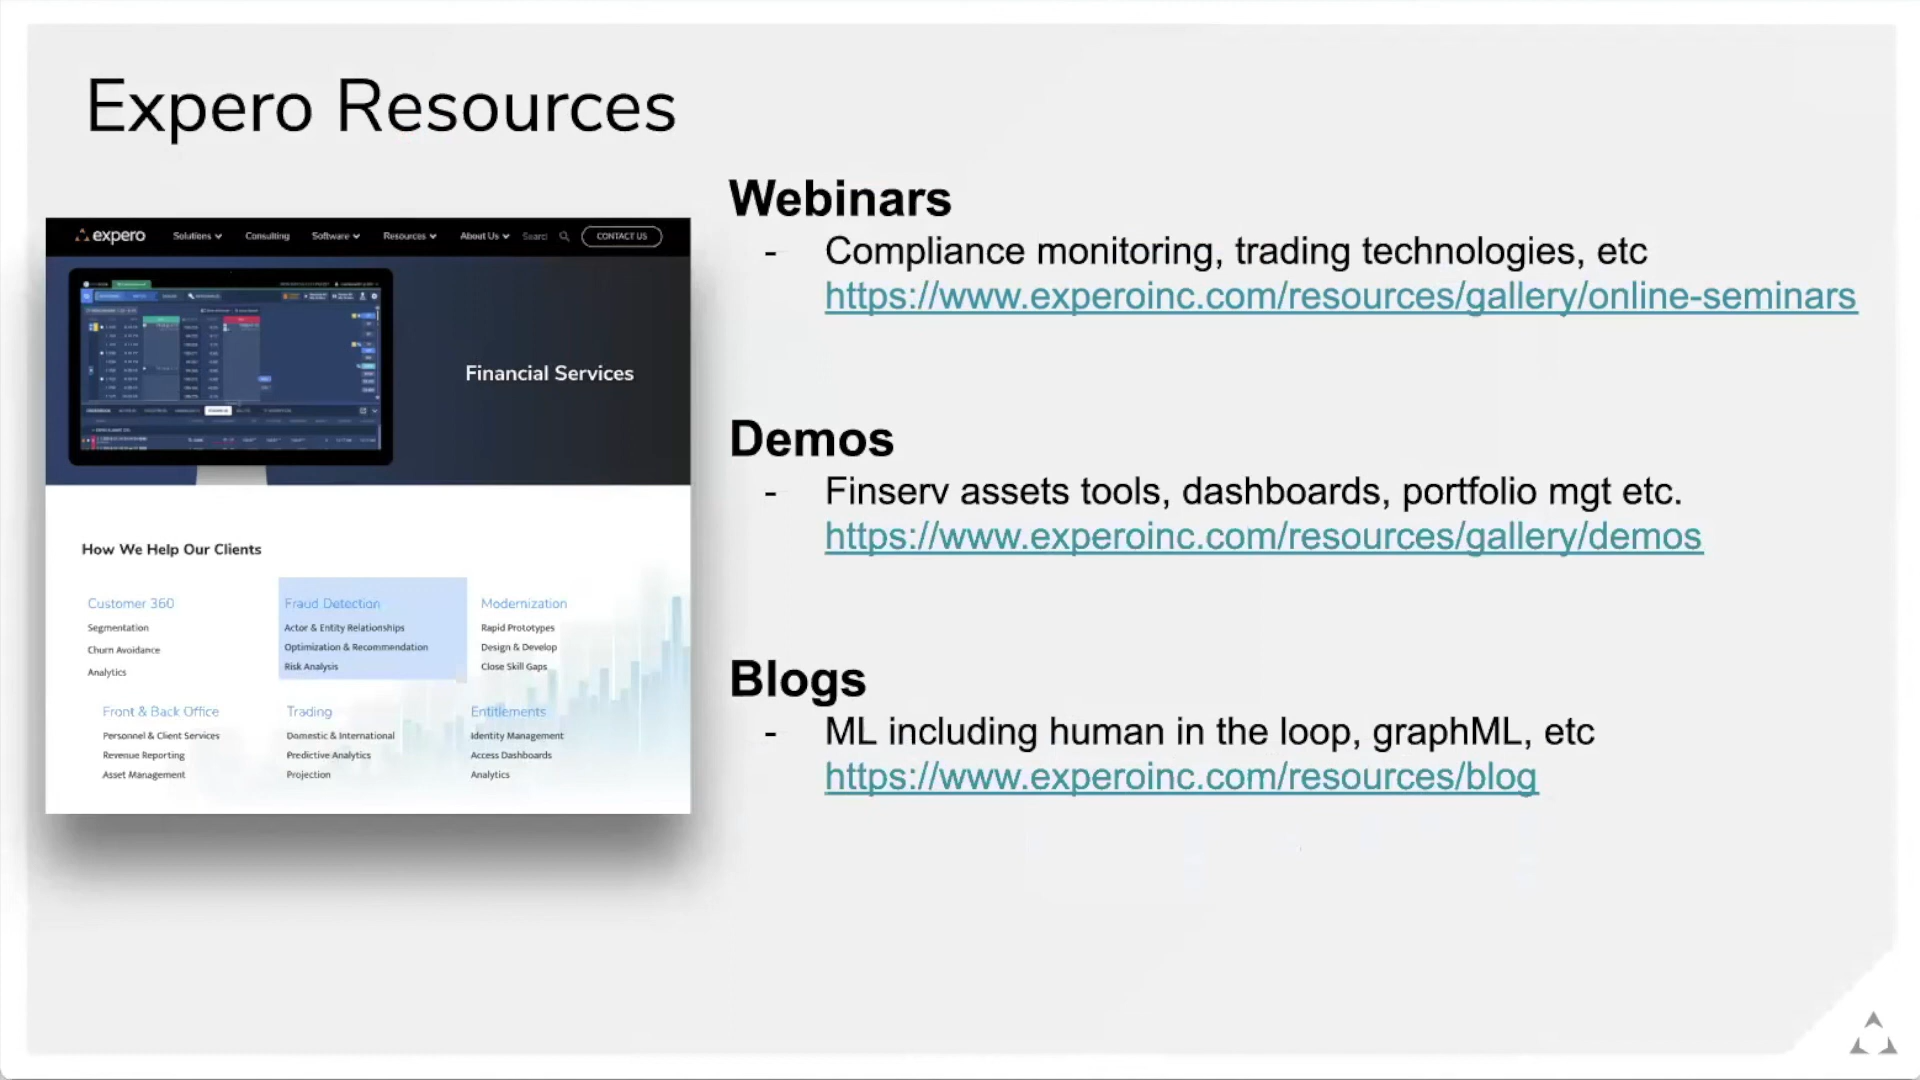 Expero Resources
Webinars
- Compliance monitoring, trading technologies, etc
https://www.experoinc.com/resources/gallery/online-seminars
Demos
- Finserv assets tools, dashboards, portfolio mgt etc.
https://www.experoinc.com/resources/gallery/demos
Blogs
- ML including human in the loop, graphML, etc
https://www.experoinc.com/resources/blog
expero Solutions Consulting Software Resources About Us CONTACT US
Financial Services
How We Help Our Clients
Customer 360
Segmentation
Churn Avoidance
Analytics
Fraud Detection
Actor & Entity Relationships
Optimization & Recommendation
Risk Analysis
Modernization
Rapid Prototypes
Design & Develop
Close Skill Gaps
Front & Back Office
Personnel & Client Services
Revenue Reporting
Asset Management
Trading
Domestic & International
Predictive Analytics
Projection
Entitlements
Identity Management
Access Dashboards
Analytics